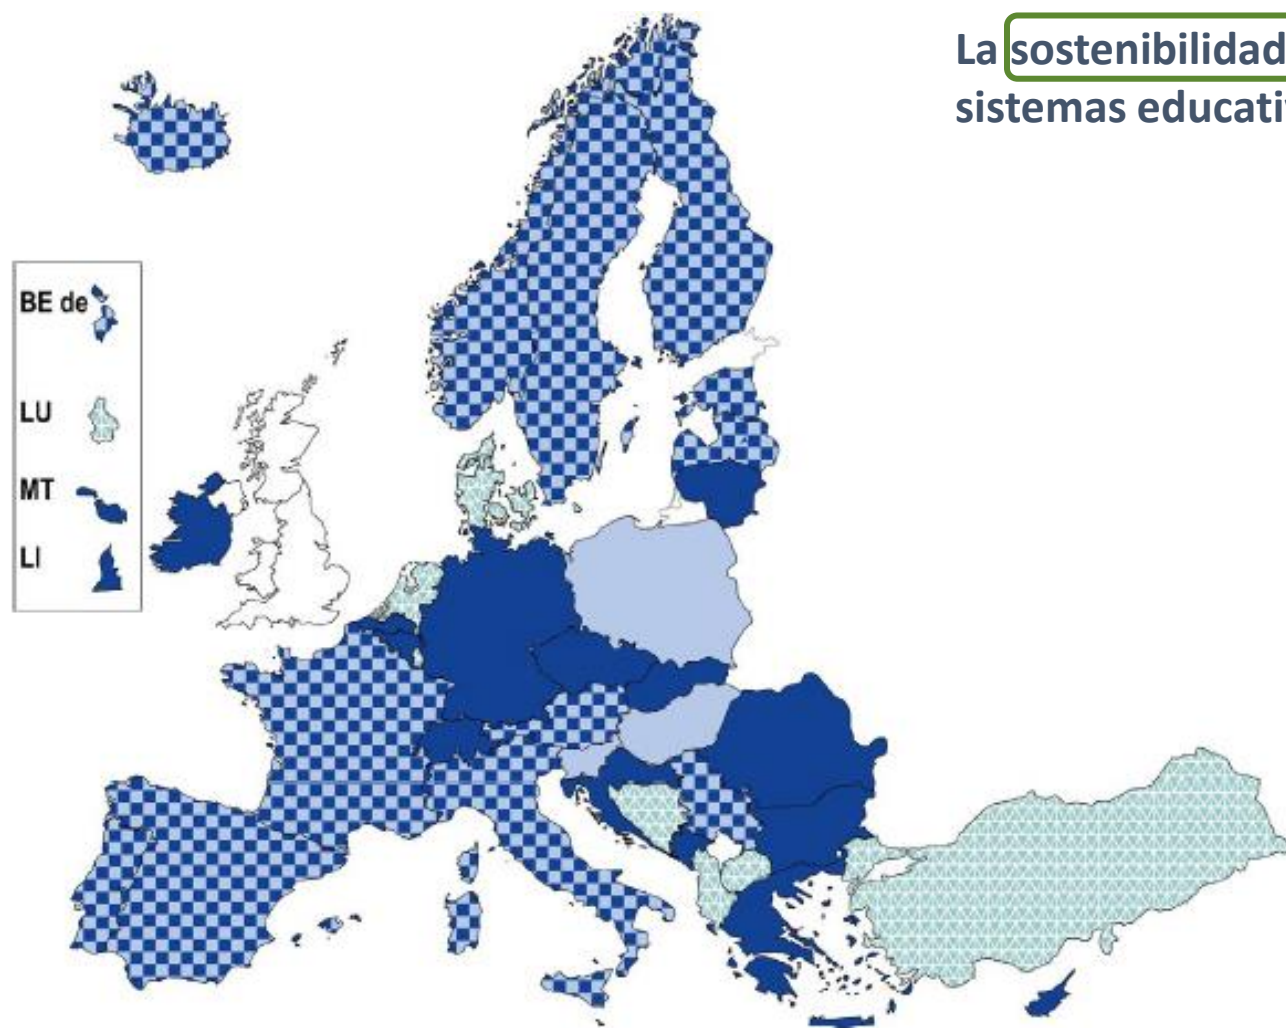 La sostenibilidad
sistemas educati
BE de
LU
MT
LI